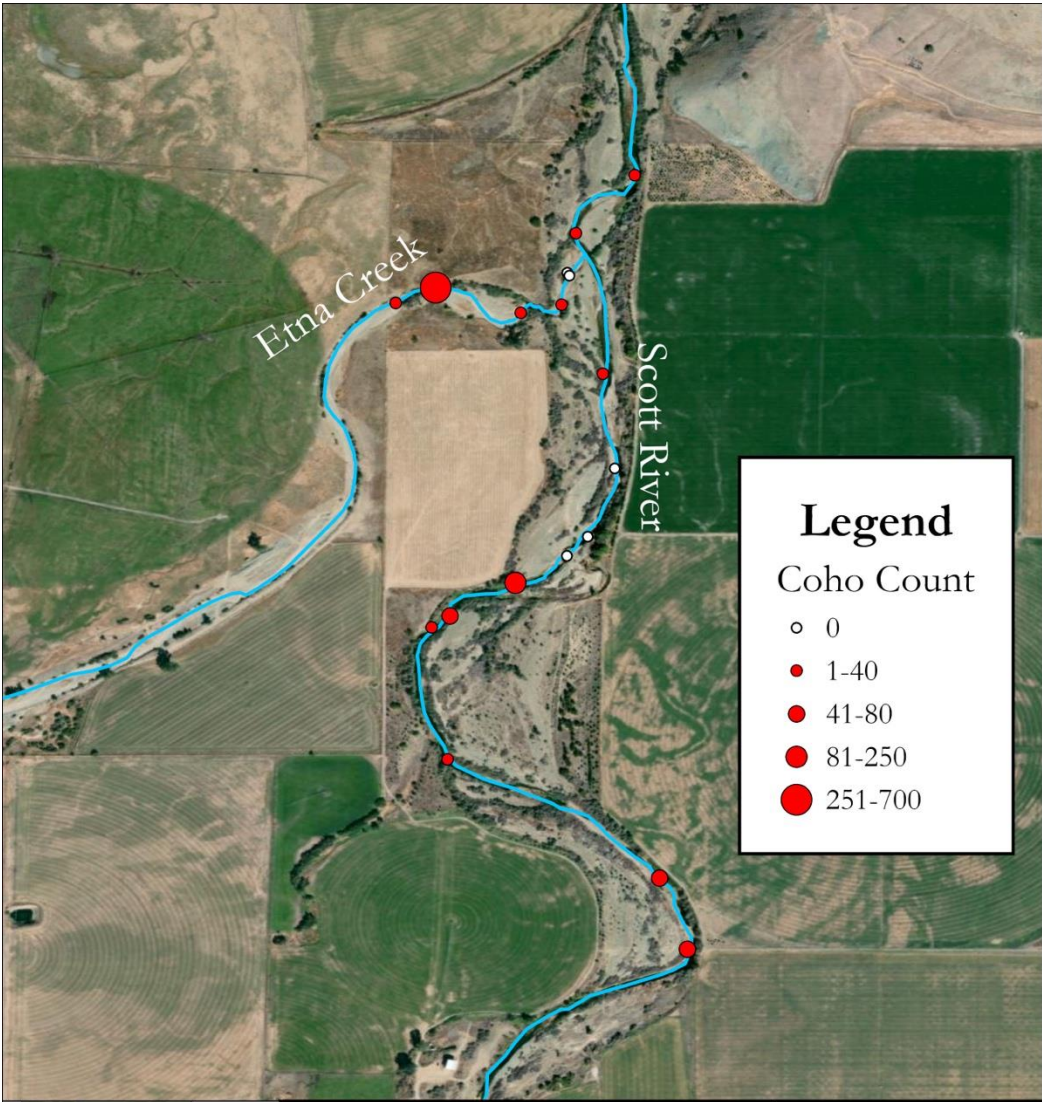 Etna Creek
Scott River
Legend
Coho Count
0
1-40
41-80
81-250
251-700